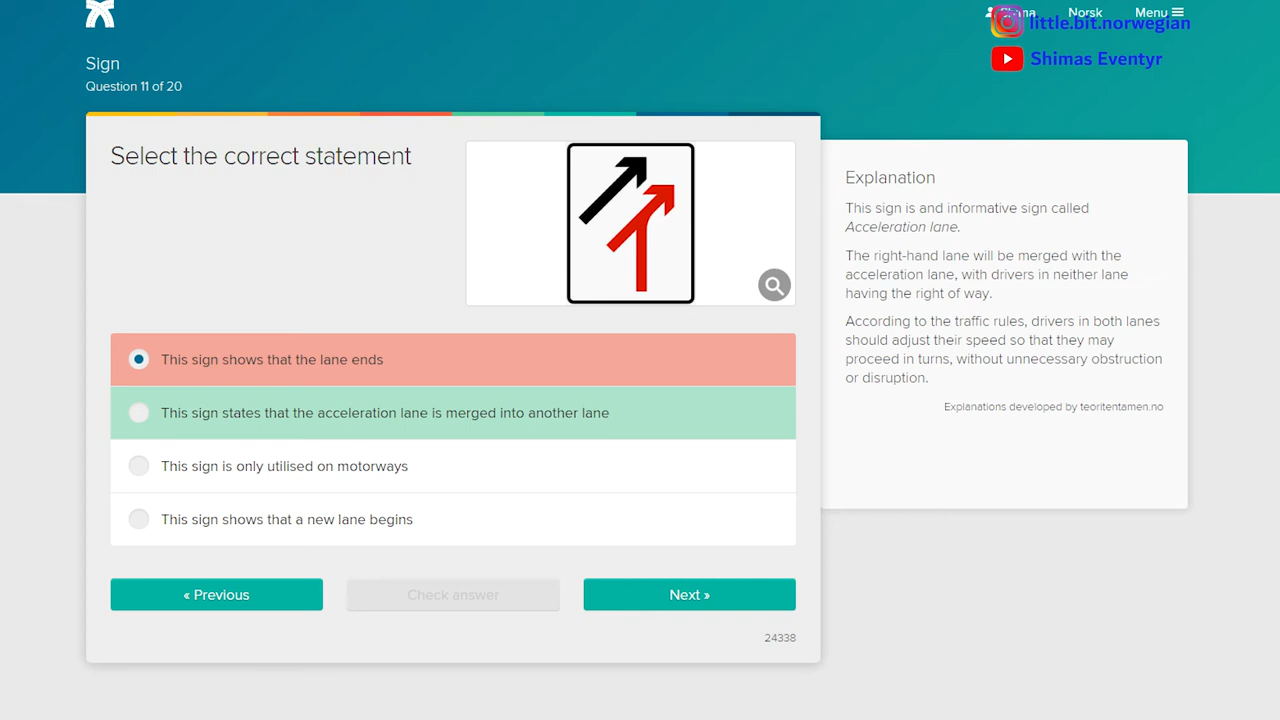 Shima
Norsk
Menu
little.bit.norwegian
Shimas Eventyr
Sign
Question 11 of 20
Select the correct statement
This sign shows that the lane ends
This sign states that the acceleration lane is merged into another lane
This sign is only utilised on motorways
This sign shows that a new lane begins
« Previous
Check answer
Next »
24338
Explanation
This sign is and informative sign called
Acceleration lane.
The right-hand lane will be merged with the
acceleration lane, with drivers in neither lane
having the right of way.
According to the traffic rules, drivers in both lanes
should adjust their speed so that they may
proceed in turns, without unnecessary obstruction
or disruption.
Explanations developed by teoritentamen.no